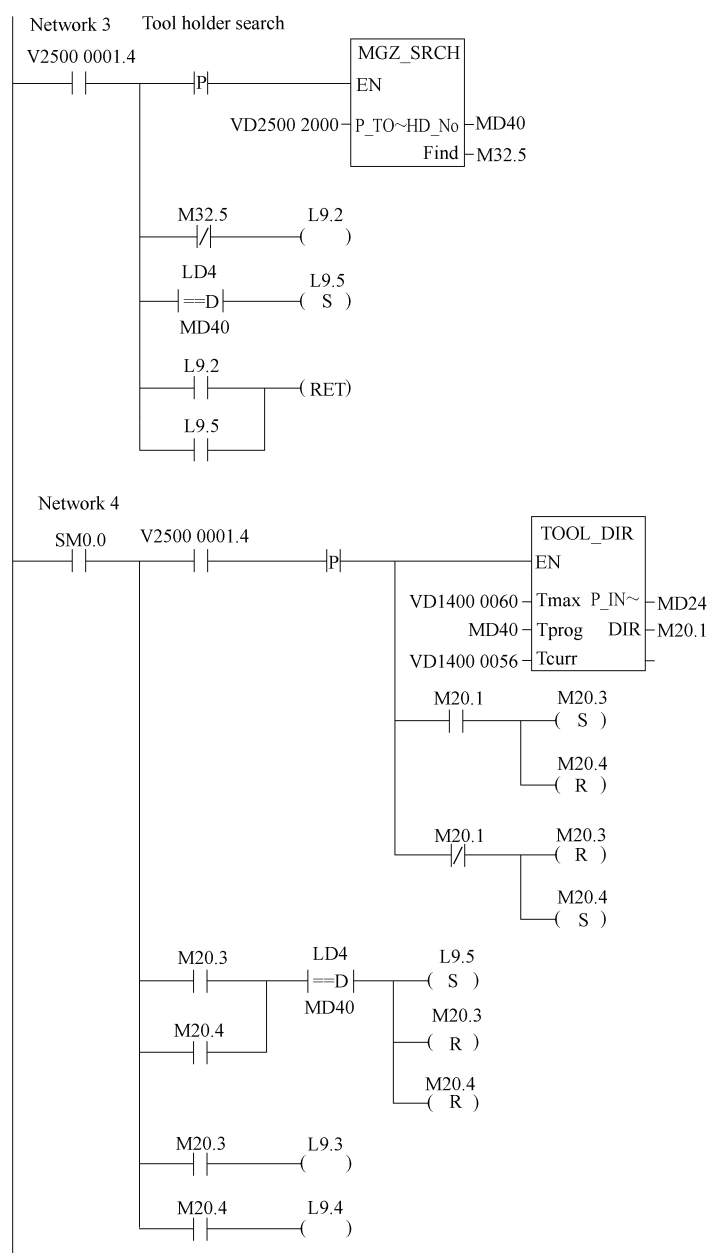 Network 3 Tool holder search
V2500 0001.4
P
MGZ_SRCH
EN
VD2500 2000
P_TO~HD_No
MD40
Find
M32.5
M32.5
L9.2
/
( )
LD4
L9.5
==D
( S )
MD40
L9.2
(RET)
L9.5
Network 4
SM0.0
V2500 0001.4
P
TOOL_DIR
EN
VD1400 0060
Tmax P_IN~
MD24
MD40
Tprog DIR
M20.1
VD1400 0056
Tcurr
M20.1
M20.3
( S )
M20.4
( R )
M20.1
M20.3
/
( R )
M20.4
( S )
M20.3
LD4
L9.5
==D
( S )
MD40
M20.3
M20.4
( R )
M20.4
( R )
M20.3
L9.3
( )
M20.4
L9.4
( )